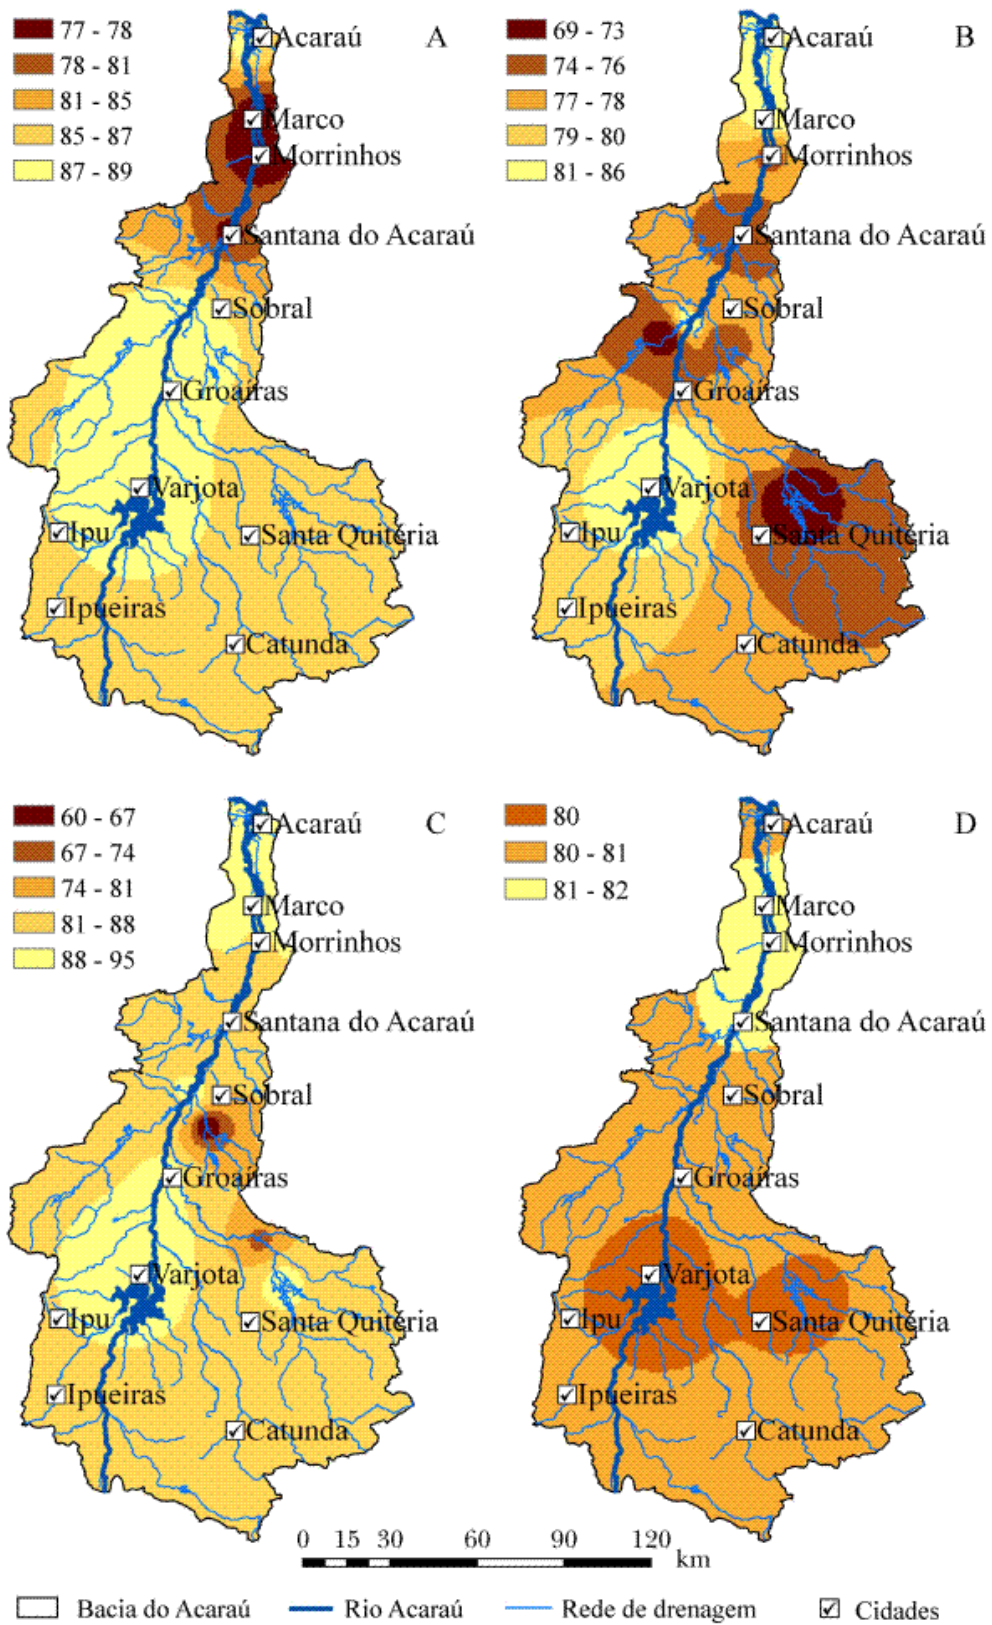 77 - 78
78 - 81
81 - 85
85 - 87
87 - 89
A
Acaraú
Marco
Morrinhos
Santana do Acaraú
Sobral
Groaíras
Varjota
Ipu
Santa Quitéria
Ipueiras
Catunda
69 - 73
74 - 76
77 - 78
79 - 80
81 - 86
B
Acaraú
Marco
Morrinhos
Santana do Acaraú
Sobral
Groaíras
Varjota
Ipu
Santa Quitéria
Ipueiras
Catunda
60 - 67
67 - 74
74 - 81
81 - 88
88 - 95
C
Acaraú
Marco
Morrinhos
Santana do Acaraú
Sobral
Groaíras
Varjota
Ipu
Santa Quitéria
Ipueiras
Catunda
80
80 - 81
81 - 82
D
Acaraú
Marco
Morrinhos
Santana do Acaraú
Sobral
Groaíras
Varjota
Ipu
Santa Quitéria
Ipueiras
Catunda
0 15 30 60 90 120
km
Bacia do Acaraú Rio Acaraú Rede de drenagem Cidades